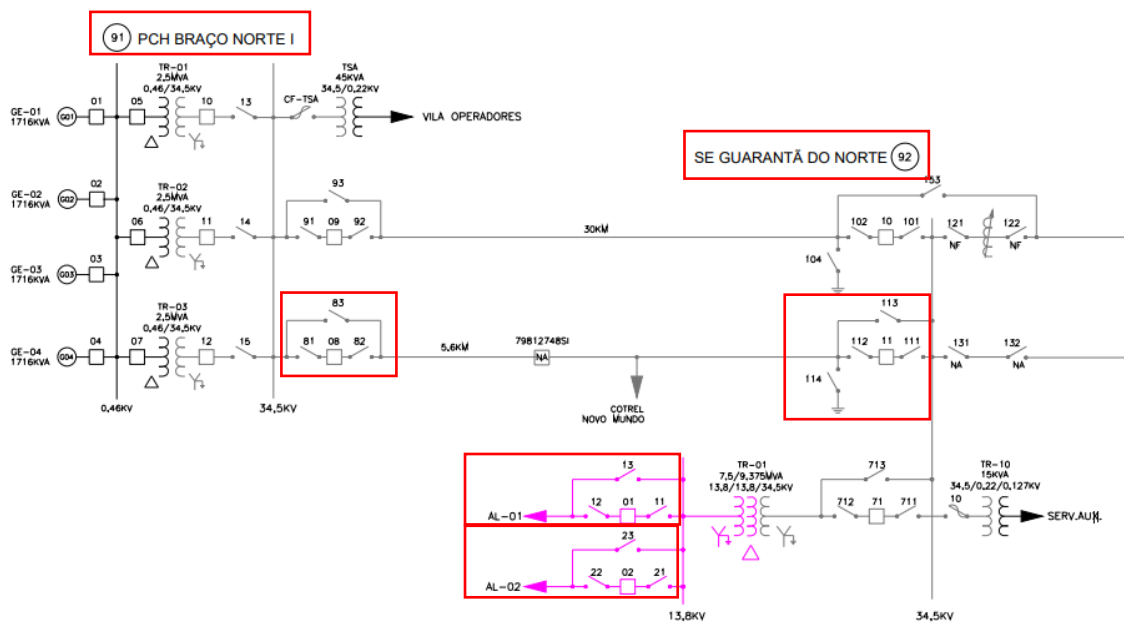 91 PCH BRAÇO NORTE I
TR-01
2,5MVA
0,46/34,5KV
TSA
45KVA
34,5/0,22KV
GE-01
1716KVA
G01
01
05
10
13
CF-TSA
VILA OPERADORES
SE GUARANTÃ DO NORTE 92
GE-02
1716KVA
G02
02
TR-02
2,5MVA
0,46/34,5KV
93
153
06
11
14
91
09
92
30KM
102
10
101
121
NF
122
NF
104
GE-03
1716KVA
G03
03
TR-03
2,5MVA
0,46/34,5KV
83
113
GE-04
1716KVA
G04
04
07
12
15
81
08
82
5,6KM
79812748SI
NA
112
11
111
131
NA
132
NA
114
0,46KV
34,5KV
COTREL
NOVO MUNDO
13
TR-01
7,5/9,375MVA
13,8/13,8/34,5KV
713
TR-10
15KVA
34,5/0,22/0,127KV
AL-01
12
01
11
712
71
711
10
SERV.AUX.
23
AL-02
22
02
21
13,8KV
34,5KV